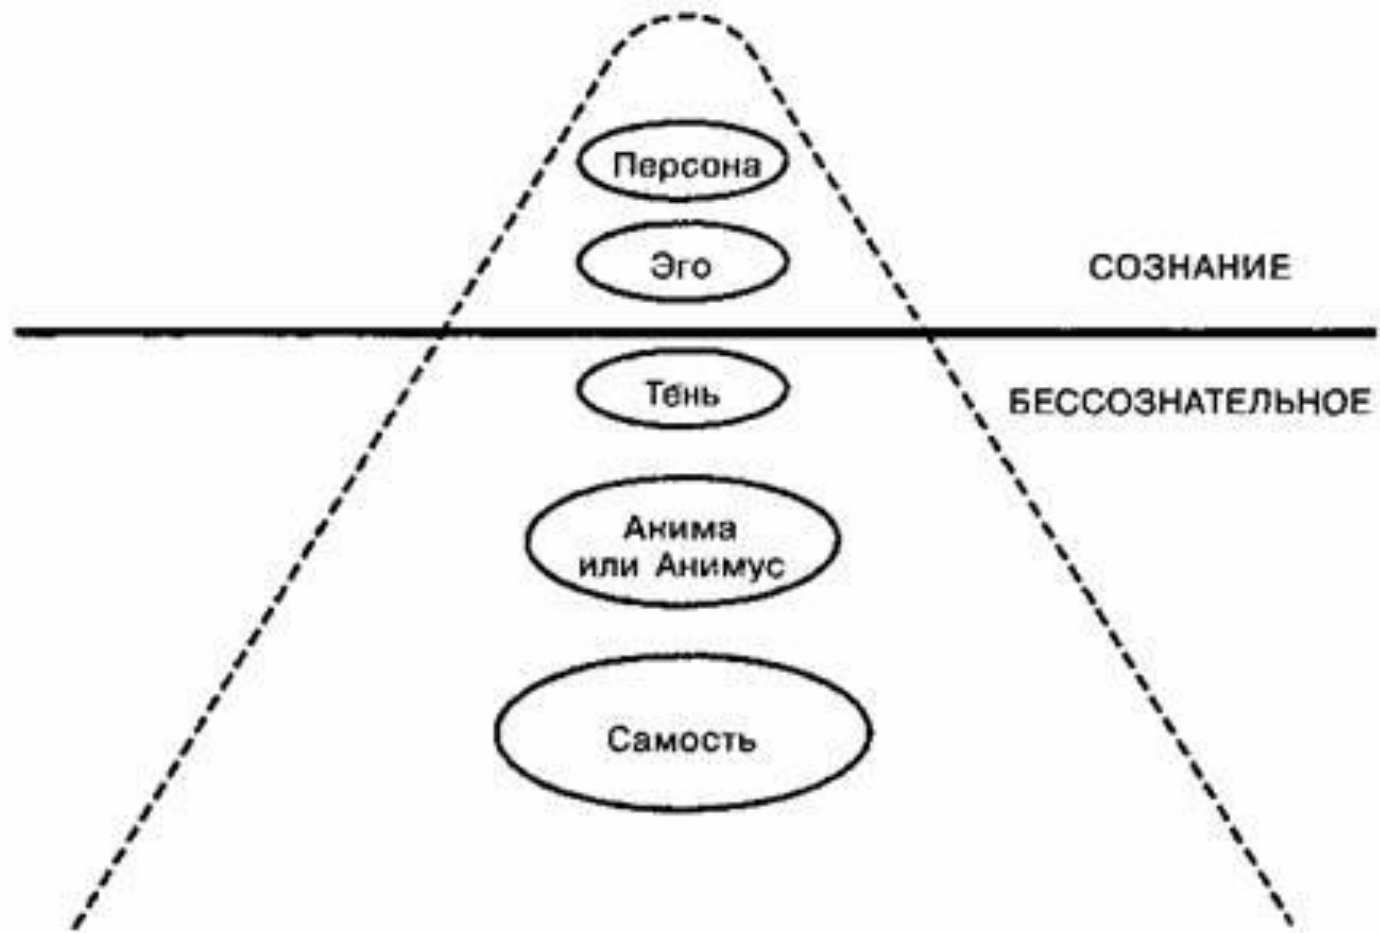 Персона
Эго
СОЗНАНИЕ
Тень
БЕССОЗНАТЕЛЬНОЕ
Анима
или Анимус
Самость